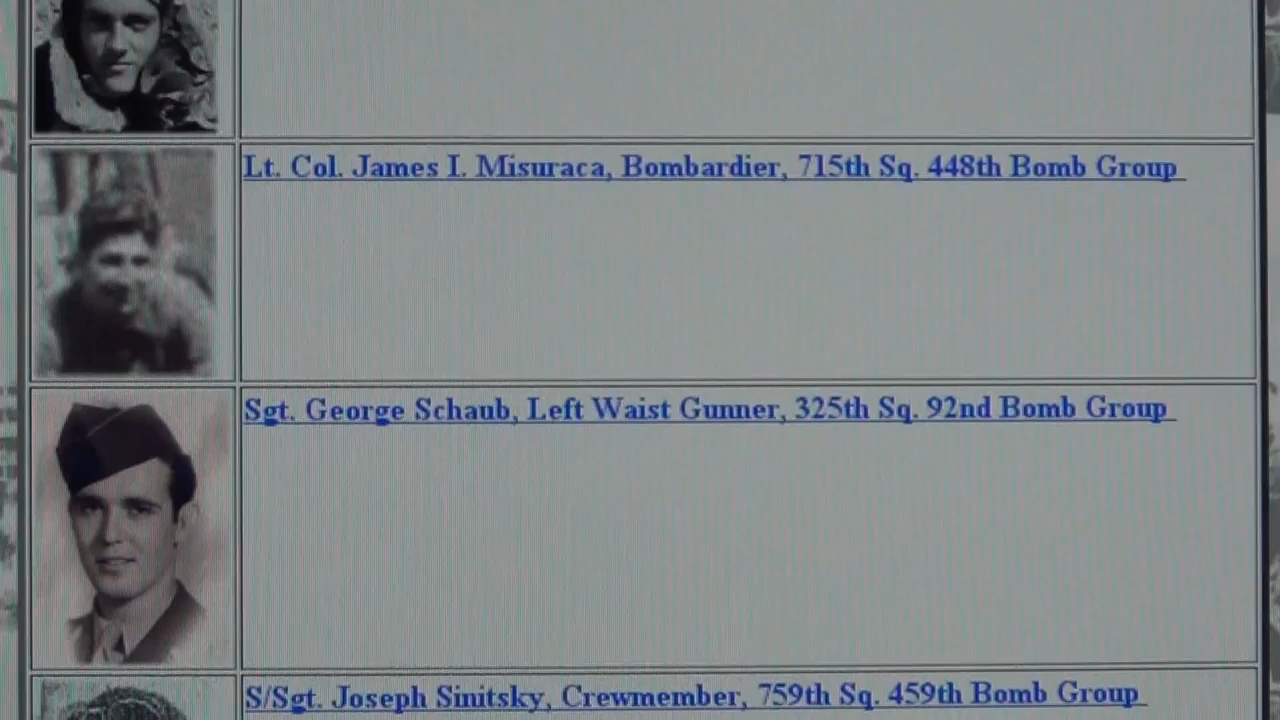 Lt. Col. James I. Misuraca, Bombardier, 715th Sq. 448th Bomb Group
Sgt. George Schaub, Left Waist Gunner, 325th Sq. 92nd Bomb Group
S/Sgt. Joseph Sinitsky, Crewmember, 759th Sq. 459th Bomb Group